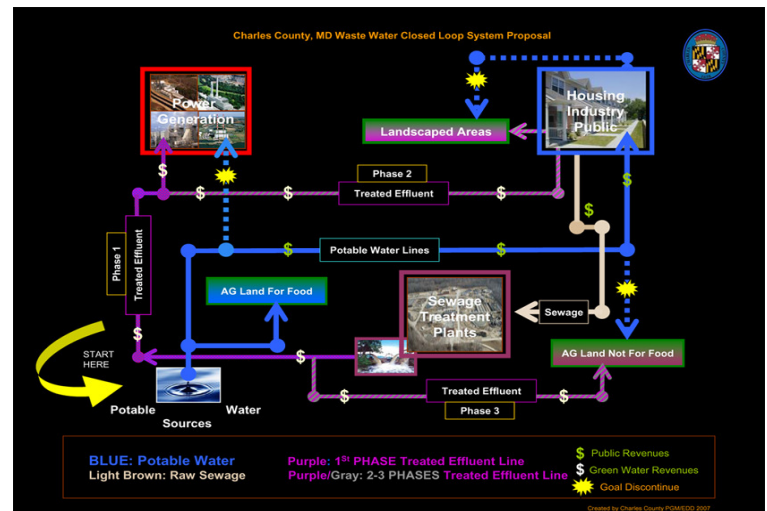 Charles County, MD Waste Water Closed Loop System Proposal
Power
Generation
Housing
Industry
Public
Landscaped Areas
Phase 2
Treated Effluent
Phase 1
Treated Effluent
Potable Water Lines
AG Land For Food
Sewage
Treatment
Plants
Sewage
START
HERE
AG Land Not For Food
Treated Effluent
Phase 3
Potable Water
Sources
BLUE: Potable Water
Light Brown: Raw Sewage
Purple: 1St PHASE Treated Effluent Line
Purple/Gray: 2-3 PHASES Treated Effluent Line
$ Public Revenues
$ Green Water Revenues
Goal Discontinue
Created by Charles County PGM/EDD 2007